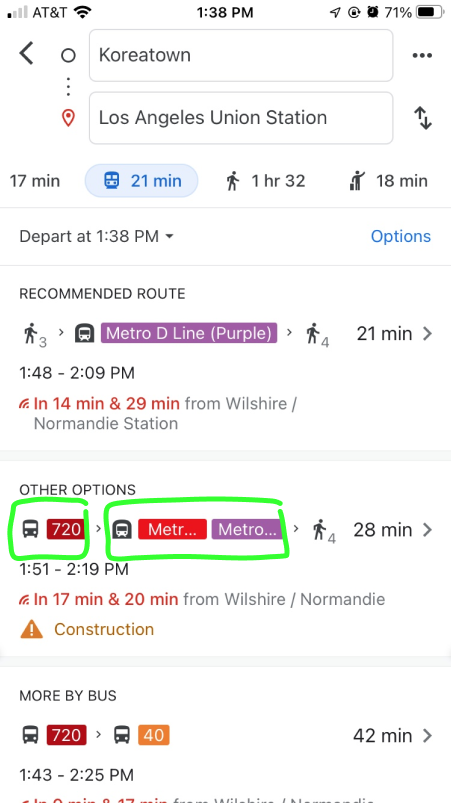 AT&T 1:38 PM 71%
Koreatown
Los Angeles Union Station
17 min 21 min 1 hr 32 18 min
Depart at 1:38 PM Options
RECOMMENDED ROUTE
3 Metro D Line (Purple) 4 21 min
1:48 - 2:09 PM
In 14 min & 29 min from Wilshire /
Normandie Station
OTHER OPTIONS
720 Metr... Metro... 4 28 min
1:51 - 2:19 PM
In 17 min & 20 min from Wilshire / Normandie
Construction
MORE BY BUS
720 40 42 min
1:43 - 2:25 PM